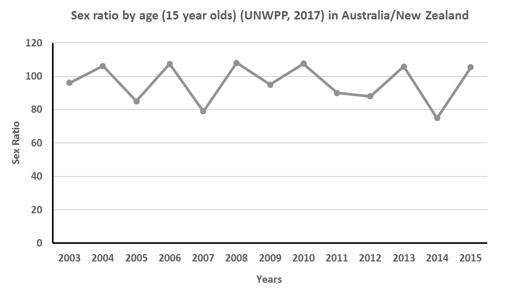 Sex ratio by age (15 year olds) (UNWPP, 2017) in Australia/New Zealand
120
100
80
60
40
20
0
Sex Ratio
2003 2004 2005 2006 2007 2008 2009 2010 2011 2012 2013 2014 2015
Years